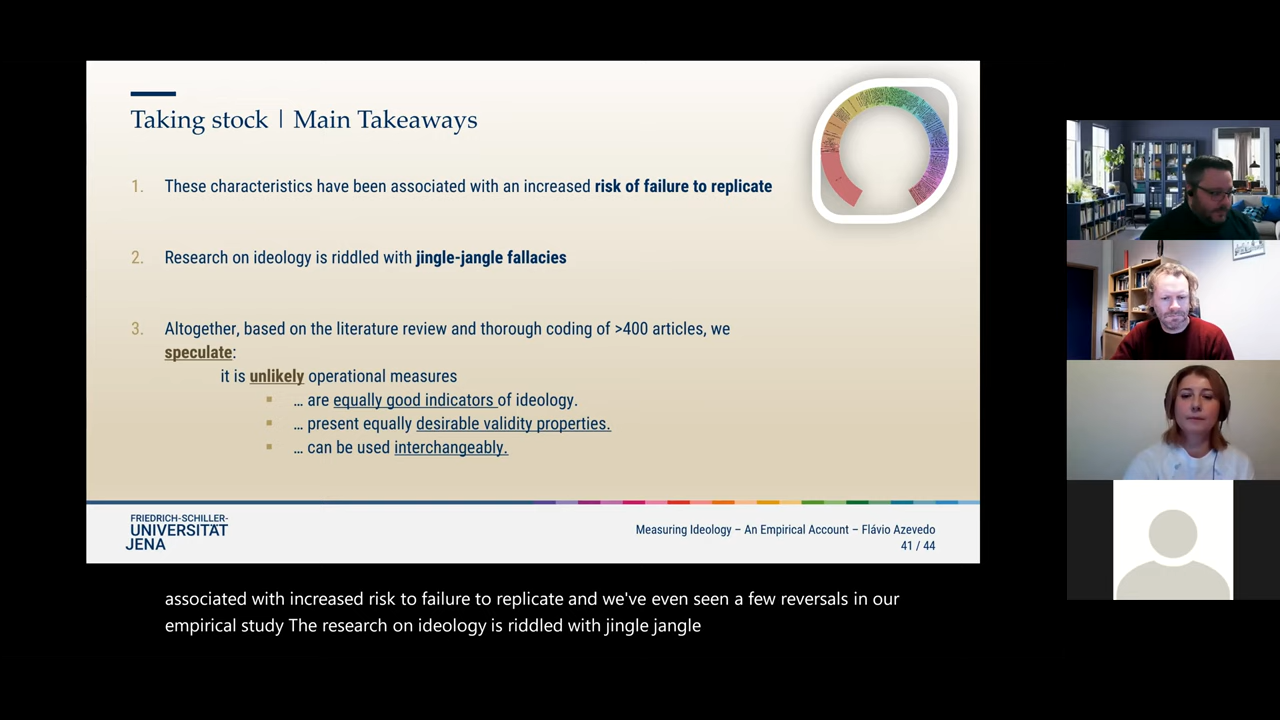 Taking stock | Main Takeaways
1. These characteristics have been associated with an increased risk of failure to replicate
2. Research on ideology is riddled with jingle-jangle fallacies
3. Altogether, based on the literature review and thorough coding of >400 articles, we
speculate:
it is unlikely operational measures
▪ ... are equally good indicators of ideology.
▪ ... present equally desirable validity properties.
▪ ... can be used interchangeably.
FRIEDRICH-SCHILLER-
UNIVERSITÄT
JENA
Measuring Ideology – An Empirical Account – Flávio Azevedo
41 / 44
associated with increased risk to failure to replicate and we've even seen a few reversals in our
empirical study The research on ideology is riddled with jingle jangle